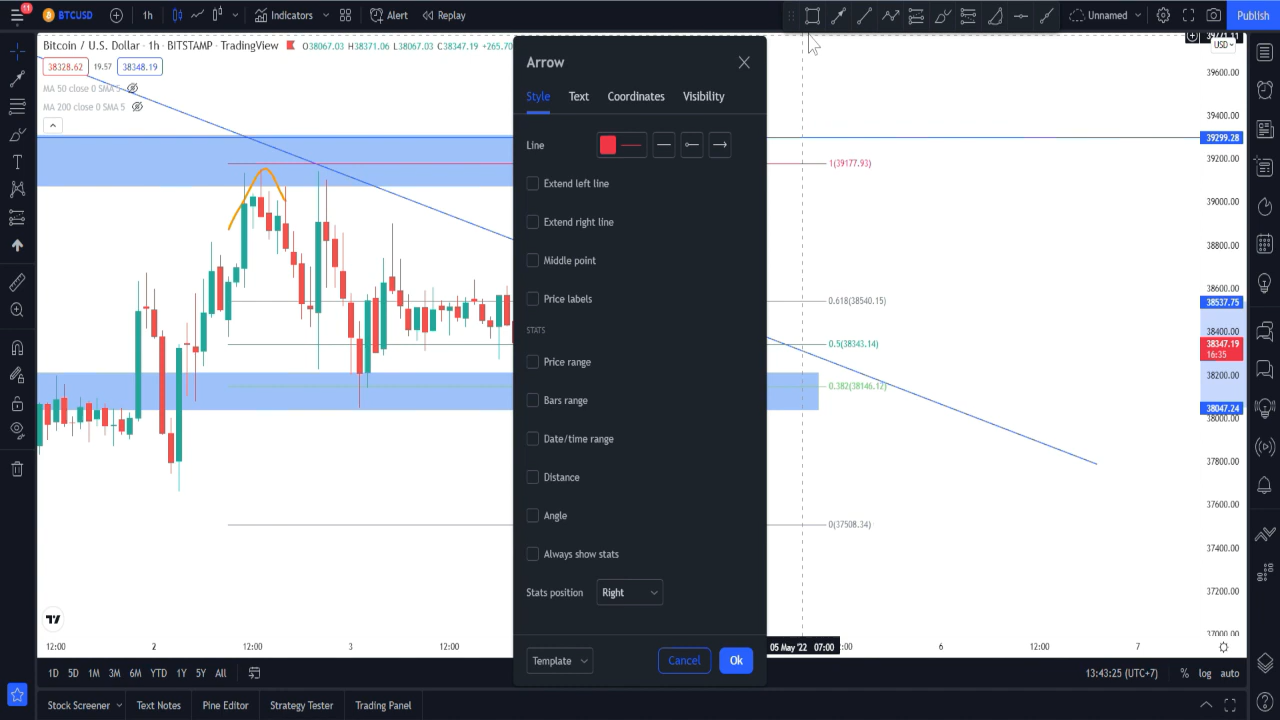 11
BTCUSD
1h
Indicators
Alert
Replay
Unnamed
Publish
Bitcoin / U.S. Dollar · 1h · BITSTAMP · TradingView
O38067.03 H38371.06 L38067.03 C38347.19 +265.70
USD
38328.62
19.57
38348.19
MA 50 close 0 SMA 5
MA 200 close 0 SMA 5
Arrow
Style
Text
Coordinates
Visibility
Line
Extend left line
Extend right line
Middle point
Price labels
STATS
Price range
Bars range
Date/time range
Distance
Angle
Always show stats
Stats position
Right
Template
Cancel
Ok
1(39177.93)
0.618(38540.15)
0.5(38343.14)
0.382(38146.12)
0(37508.34)
39600.00
39400.00
39299.28
39200.00
39000.00
38800.00
38600.00
38537.75
38400.00
38347.19
16:35
38200.00
38047.24
38000.00
37800.00
37600.00
37400.00
37200.00
37000.00
12:00
2
12:00
3
12:00
05 May '22 07:00
:00
6
12:00
7
1D
5D
1M
3M
6M
YTD
1Y
5Y
All
13:43:25 (UTC+7)
%
log
auto
Stock Screener
Text Notes
Pine Editor
Strategy Tester
Trading Panel